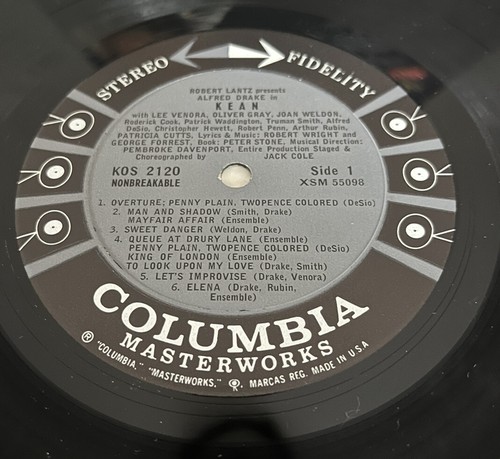 STEREO FIDELITY
ROBERT LARTZ presents
ALFRED DRAKE in
KEAN
with LEE VENORA, OLIVER GRAY, JOAN WELDON,
Roderick Cook, Patrick Waddington, Truman Smith, Alfred
DeSio, Christopher Hewett, Robert Penn, Arthur Rubin,
PATRICIA CUTTS, Lyrics & Music: ROBERT WRIGHT and
GEORGE FORREST, Book: PETER STONE, Musical Direction:
PEMBROKE DAVENPORT, Entire Production Staged &
Choreographed by JACK COLE
KOS 2120 Side 1
NONBREAKABLE XSM 55098
1. OVERTURE; PENNY PLAIN, TWOPENCE COLORED (DeSio)
2. MAN AND SHADOW (Smith, Drake)
MAYFAIR AFFAIR (Ensemble)
3. SWEET DANGER (Weldon, Drake)
4. QUEUE AT DRURY LANE (Ensemble)
PENNY PLAIN, TWOPENCE COLORED (DeSio)
KING OF LONDON (Ensemble)
TO LOOK UPON MY LOVE (Drake, Smith)
5. LET'S IMPROVISE (Drake, Venora)
6. ELENA (Drake, Rubin,
Ensemble)
COLUMBIA
MASTERWORKS
® "COLUMBIA," "MASTERWORKS," MARCAS REG. MADE IN U.S.A